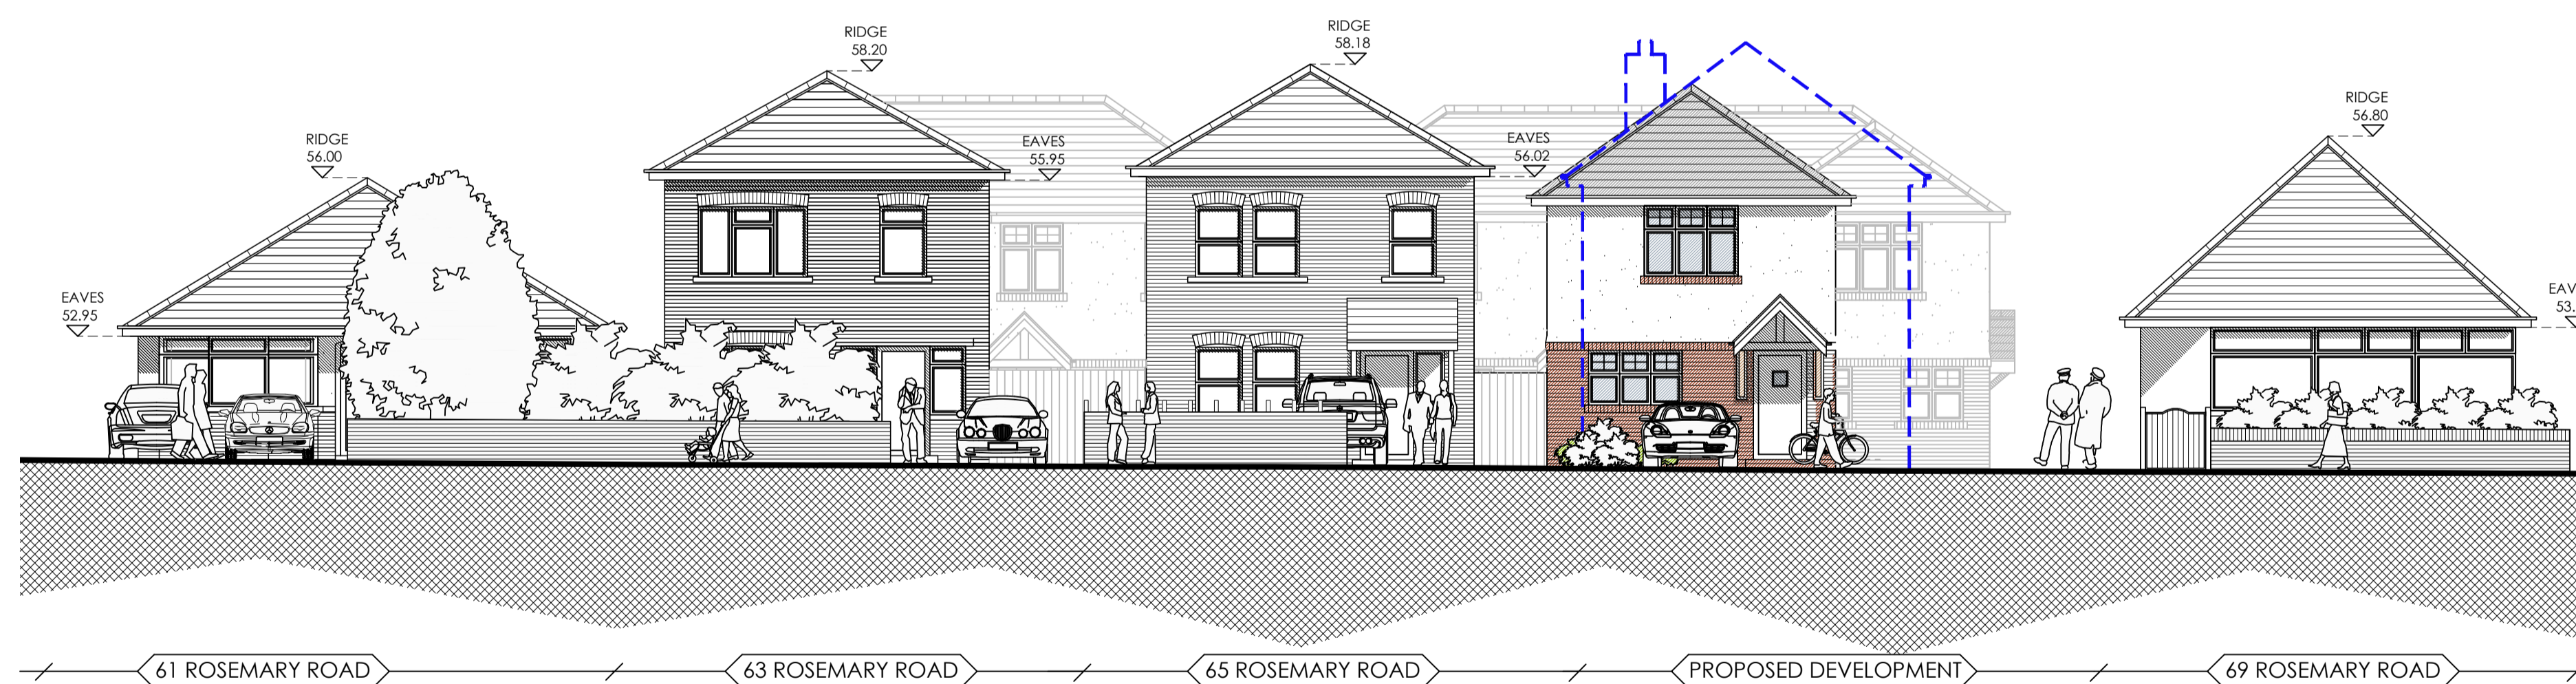 RIDGE
56.00
EAVES
52.95
RIDGE
58.20
EAVES
55.95
RIDGE
58.18
EAVES
56.02
RIDGE
56.80
53.
61 ROSEMARY ROAD
63 ROSEMARY ROAD
65 ROSEMARY ROAD
PROPOSED DEVELOPMENT
69 ROSEMARY ROAD